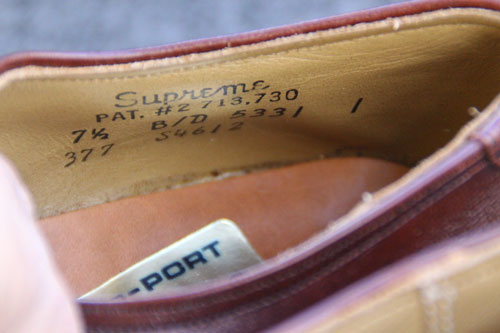 Supreme
PAT. #2,713,730
7½ B/D 5331 1
377 54612
-PORT